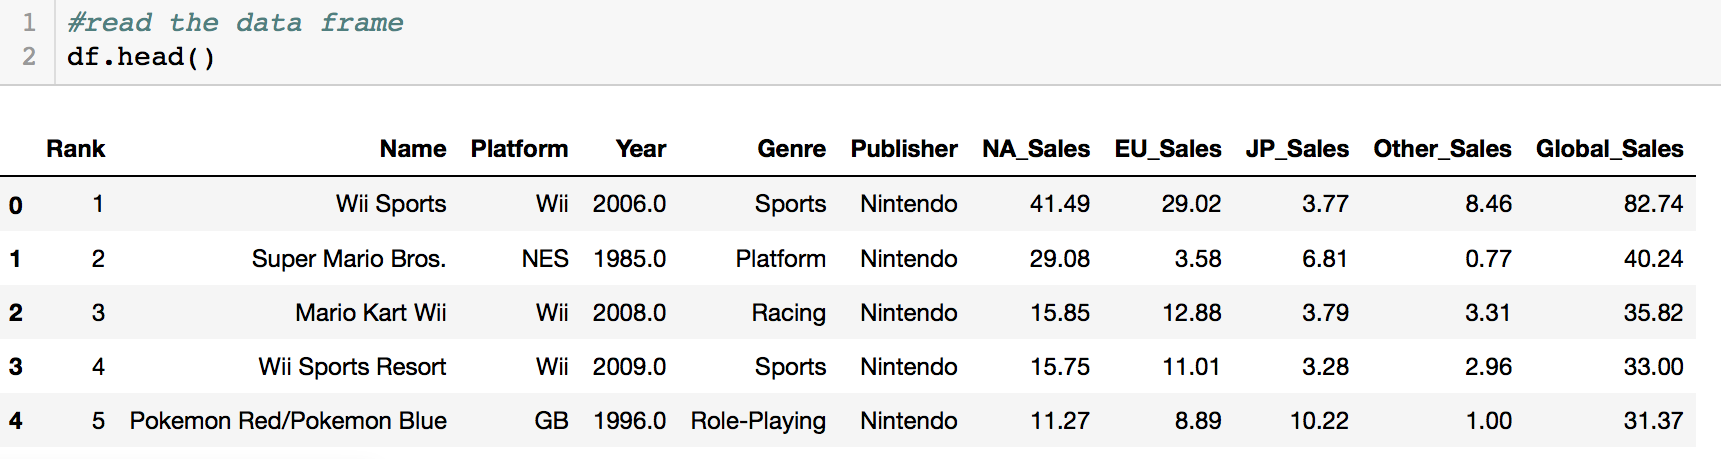 1 #read the data frame
2 df.head()
Rank Name Platform Year Genre Publisher NA_Sales EU_Sales JP_Sales Other_Sales Global_Sales
0 1 Wii Sports Wii 2006.0 Sports Nintendo 41.49 29.02 3.77 8.46 82.74
1 2 Super Mario Bros. NES 1985.0 Platform Nintendo 29.08 3.58 6.81 0.77 40.24
2 3 Mario Kart Wii Wii 2008.0 Racing Nintendo 15.85 12.88 3.79 3.31 35.82
3 4 Wii Sports Resort Wii 2009.0 Sports Nintendo 15.75 11.01 3.28 2.96 33.00
4 5 Pokemon Red/Pokemon Blue GB 1996.0 Role-Playing Nintendo 11.27 8.89 10.22 1.00 31.37